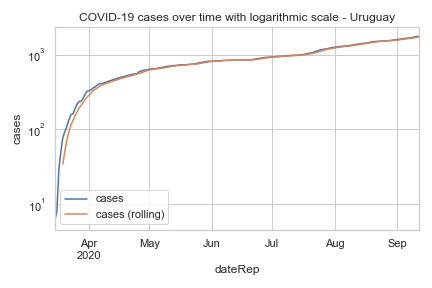 COVID-19 cases over time with logarithmic scale - Uruguay
10³
10²
10¹
cases
cases
cases (rolling)
Apr
2020
May
Jun
Jul
Aug
Sep
dateRep